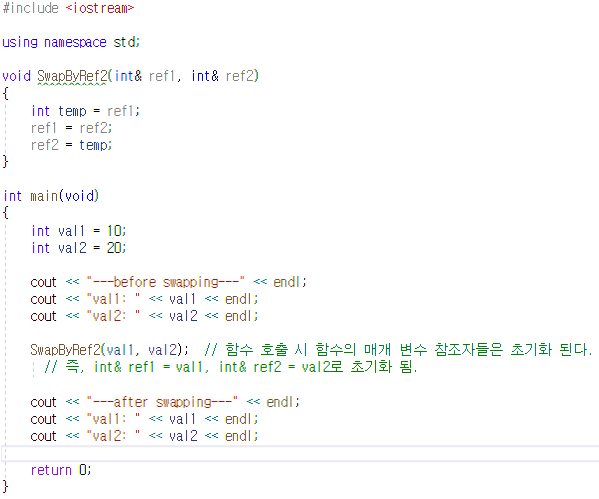 #include <iostream>
using namespace std;
void SwapByRef2(int& ref1, int& ref2)
{
int temp = ref1;
ref1 = ref2;
ref2 = temp;
}
int main(void)
{
int val1 = 10;
int val2 = 20;
cout << "---before swapping---" << endl;
cout << "val1: " << val1 << endl;
cout << "val2: " << val2 << endl;
SwapByRef2(val1, val2);  // 함수 호출 시 함수의 매개 변수 참조자들은 초기화 된다.
// 즉, int& ref1 = val1, int& ref2 = val2로 초기화 됨.
cout << "---after swapping---" << endl;
cout << "val1: " << val1 << endl;
cout << "val2: " << val2 << endl;
return 0;
}